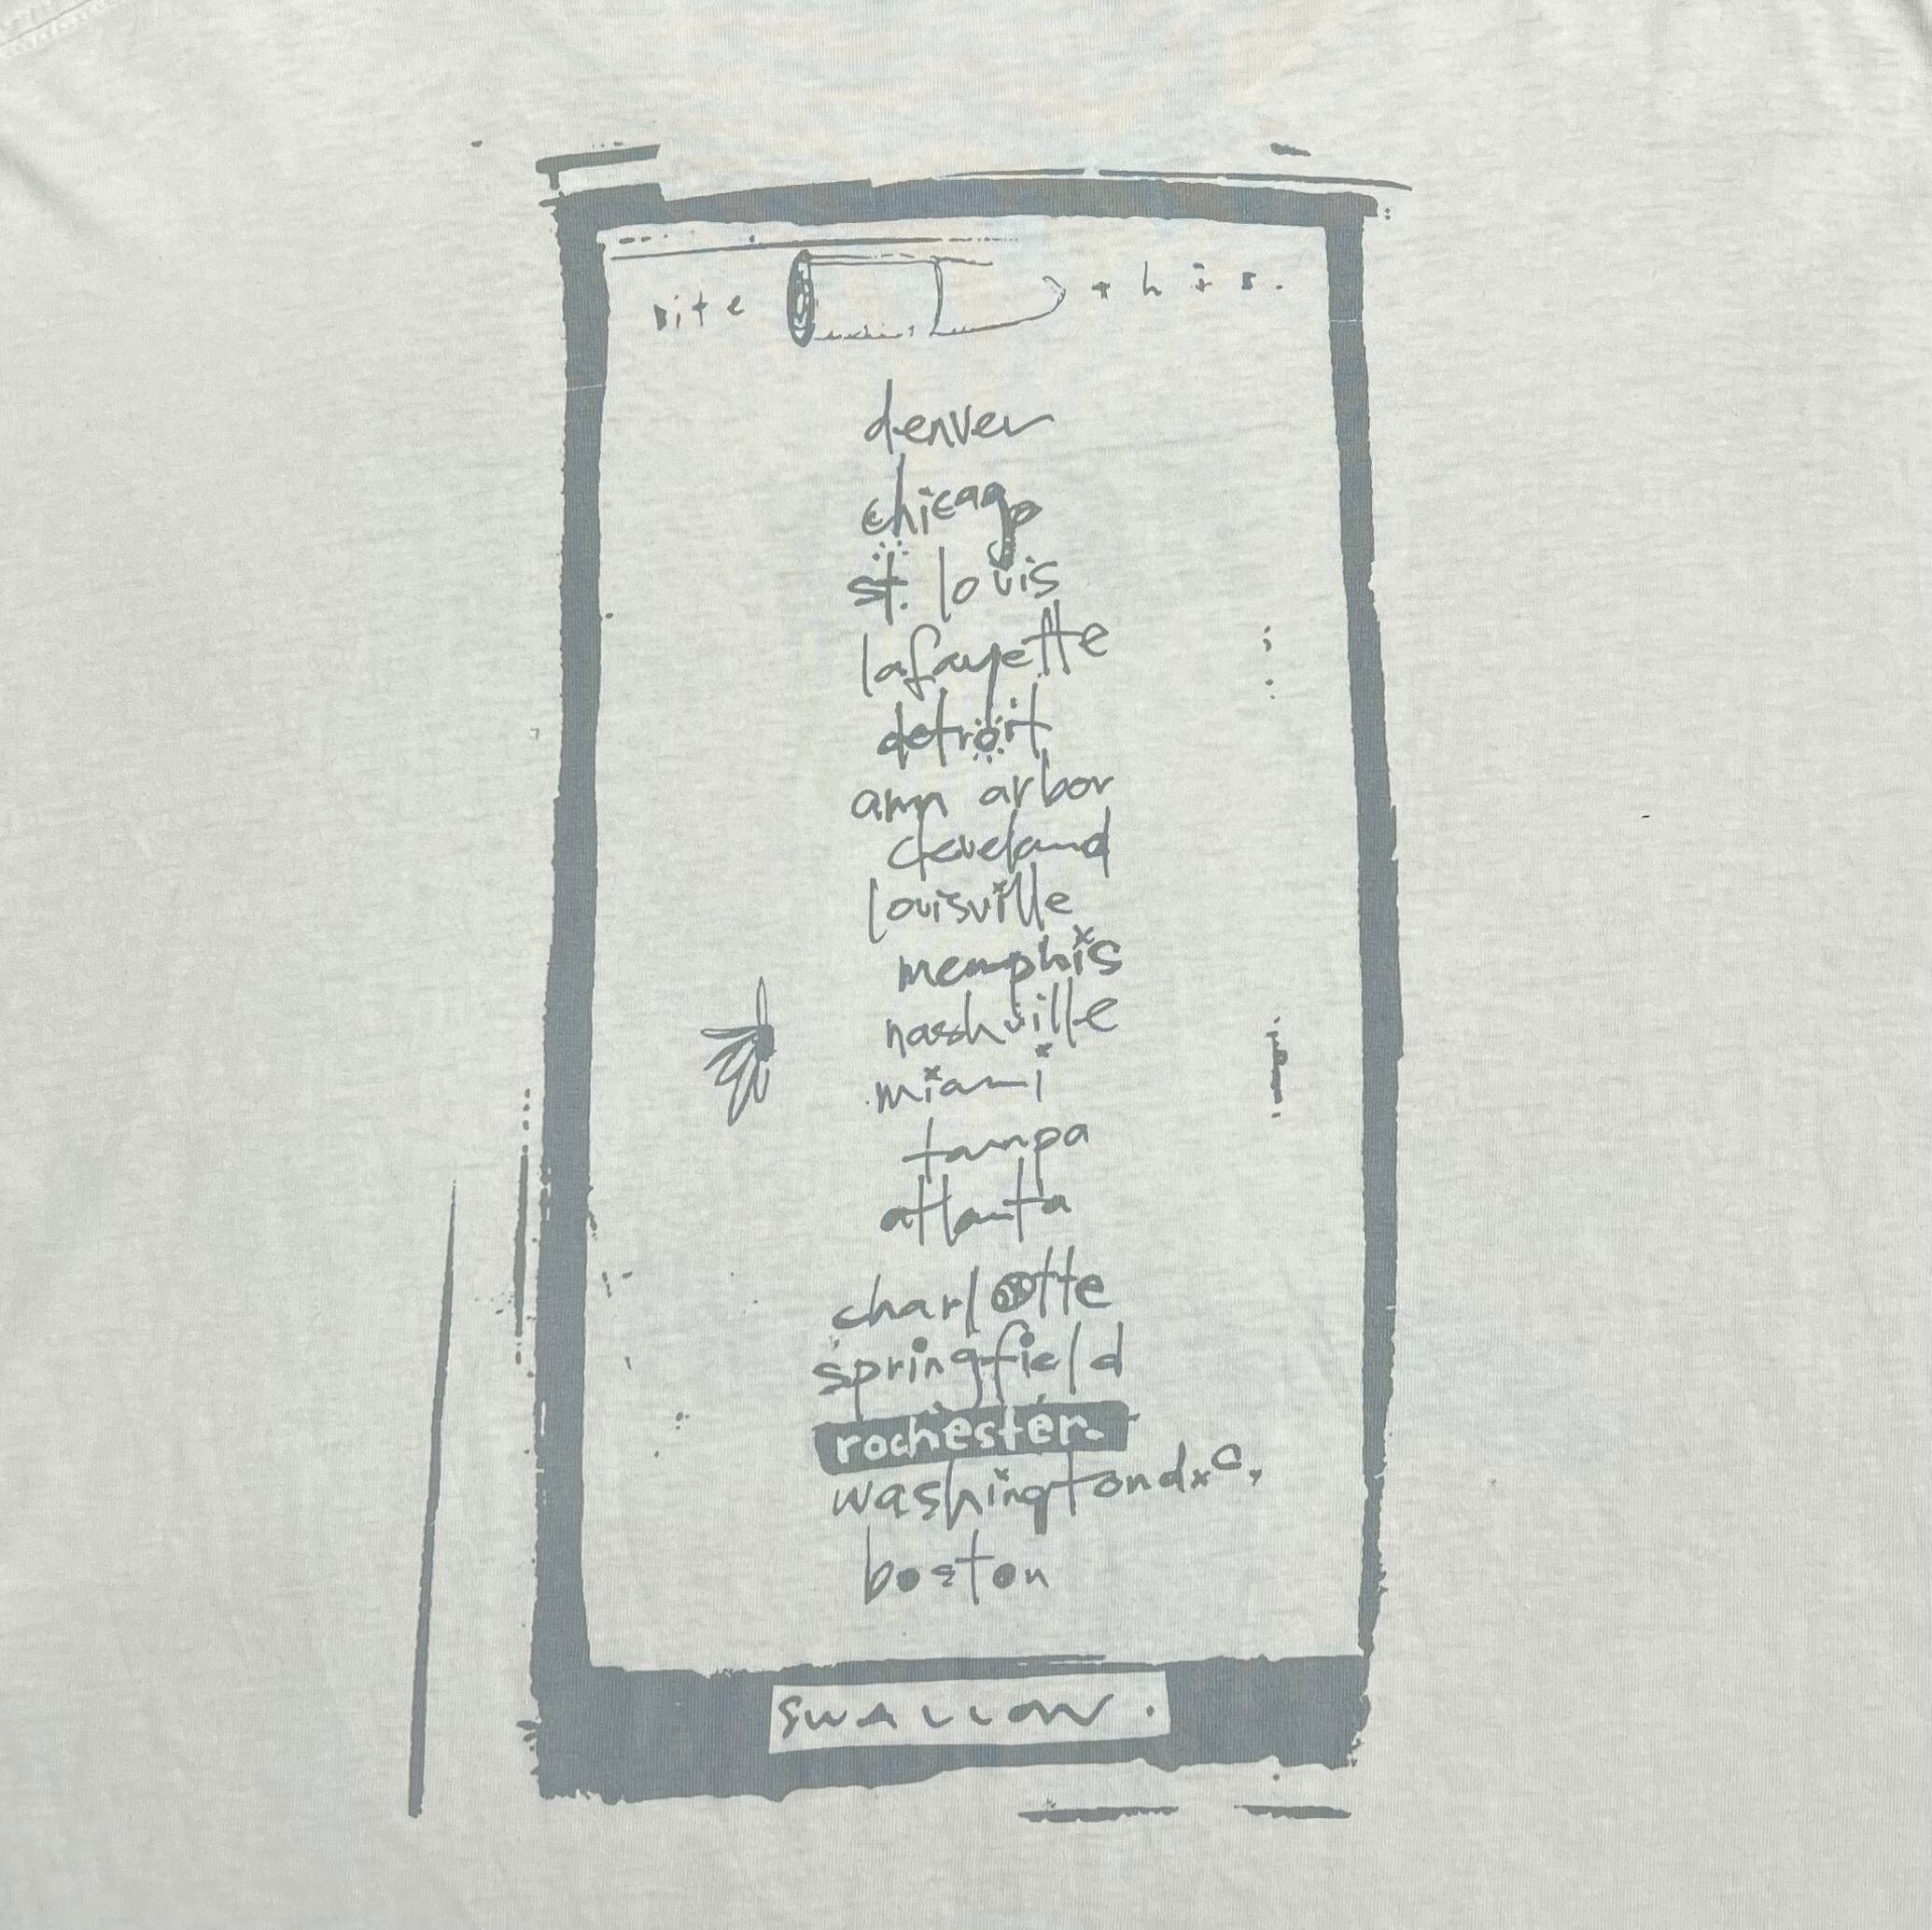 bite this.
denver
chicago
st. louis
lafayette
detroit
ann arbor
cleveland
louisville
memphis
nashville
miami
tampa
atlanta
charlotte
springfield
rochester.
washington d.c.
boston
SWALLOW.